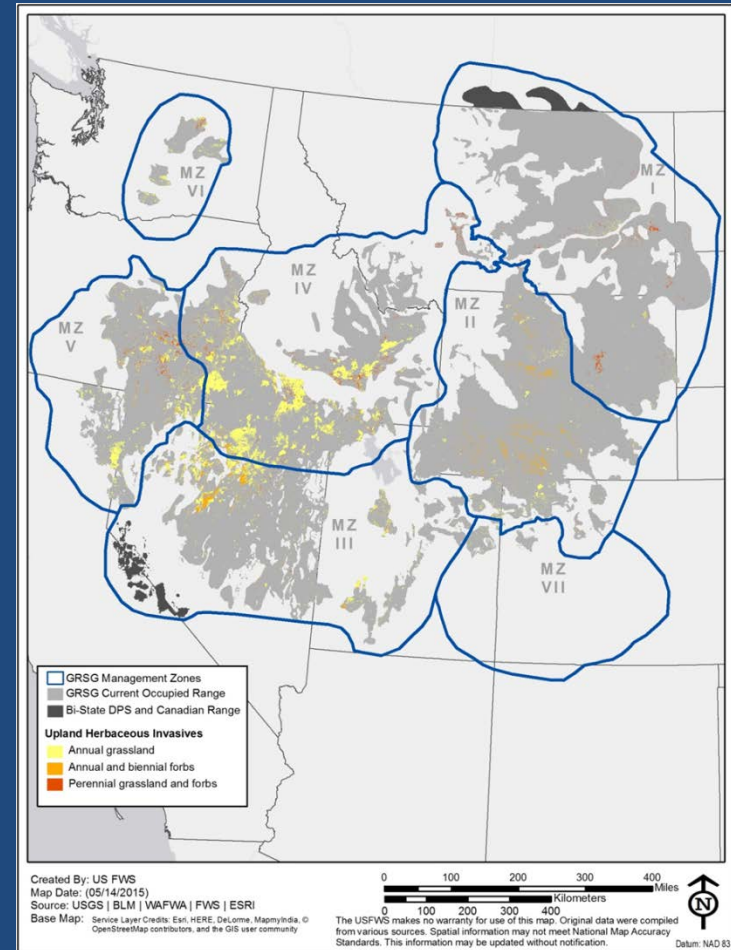 MZ
VI
MZ
I
MZ
IV
MZ
II
MZ
V
MZ
III
MZ
VII
GRSG Management Zones
GRSG Current Occupied Range
Bi-State DPS and Canadian Range
Upland Herbaceous Invasives
Annual grassland
Annual and biennial forbs
Perennial grassland and forbs
Created By: US FWS
Map Date: (05/14/2015)
Source: USGS | BLM | WAFWA | FWS | ESRI
Base Map: Service Layer Credits: Esri, HERE, DeLorme, MapmyIndia, ©
OpenStreetMap contributors, and the GIS user community
0 100 200 300 400
Miles
Kilometers
0 100 200 300 400
The USFWS makes no warranty for use of this map. Original data were compiled
from various sources. Spatial information may not meet National Map Accuracy
Standards. This information may be updated without notification.
N
Datum: NAD 83